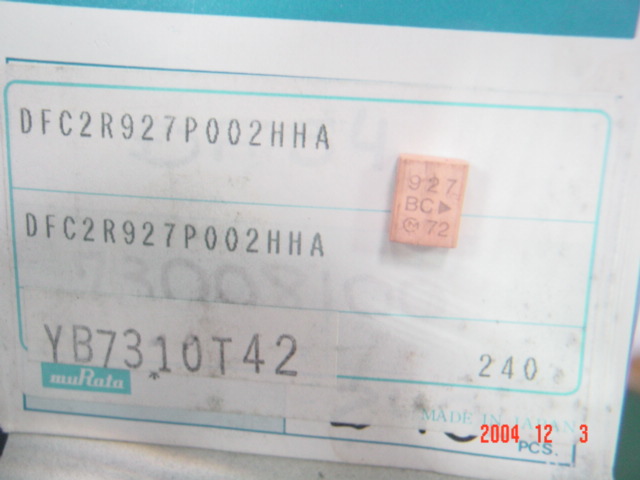 DFC2R927P002HHA
927
BC▶
72
DFC2R927P002HHA
YB7310T42
240
muRata
*
MADE IN JAPAN
2004 12 3
PCS.